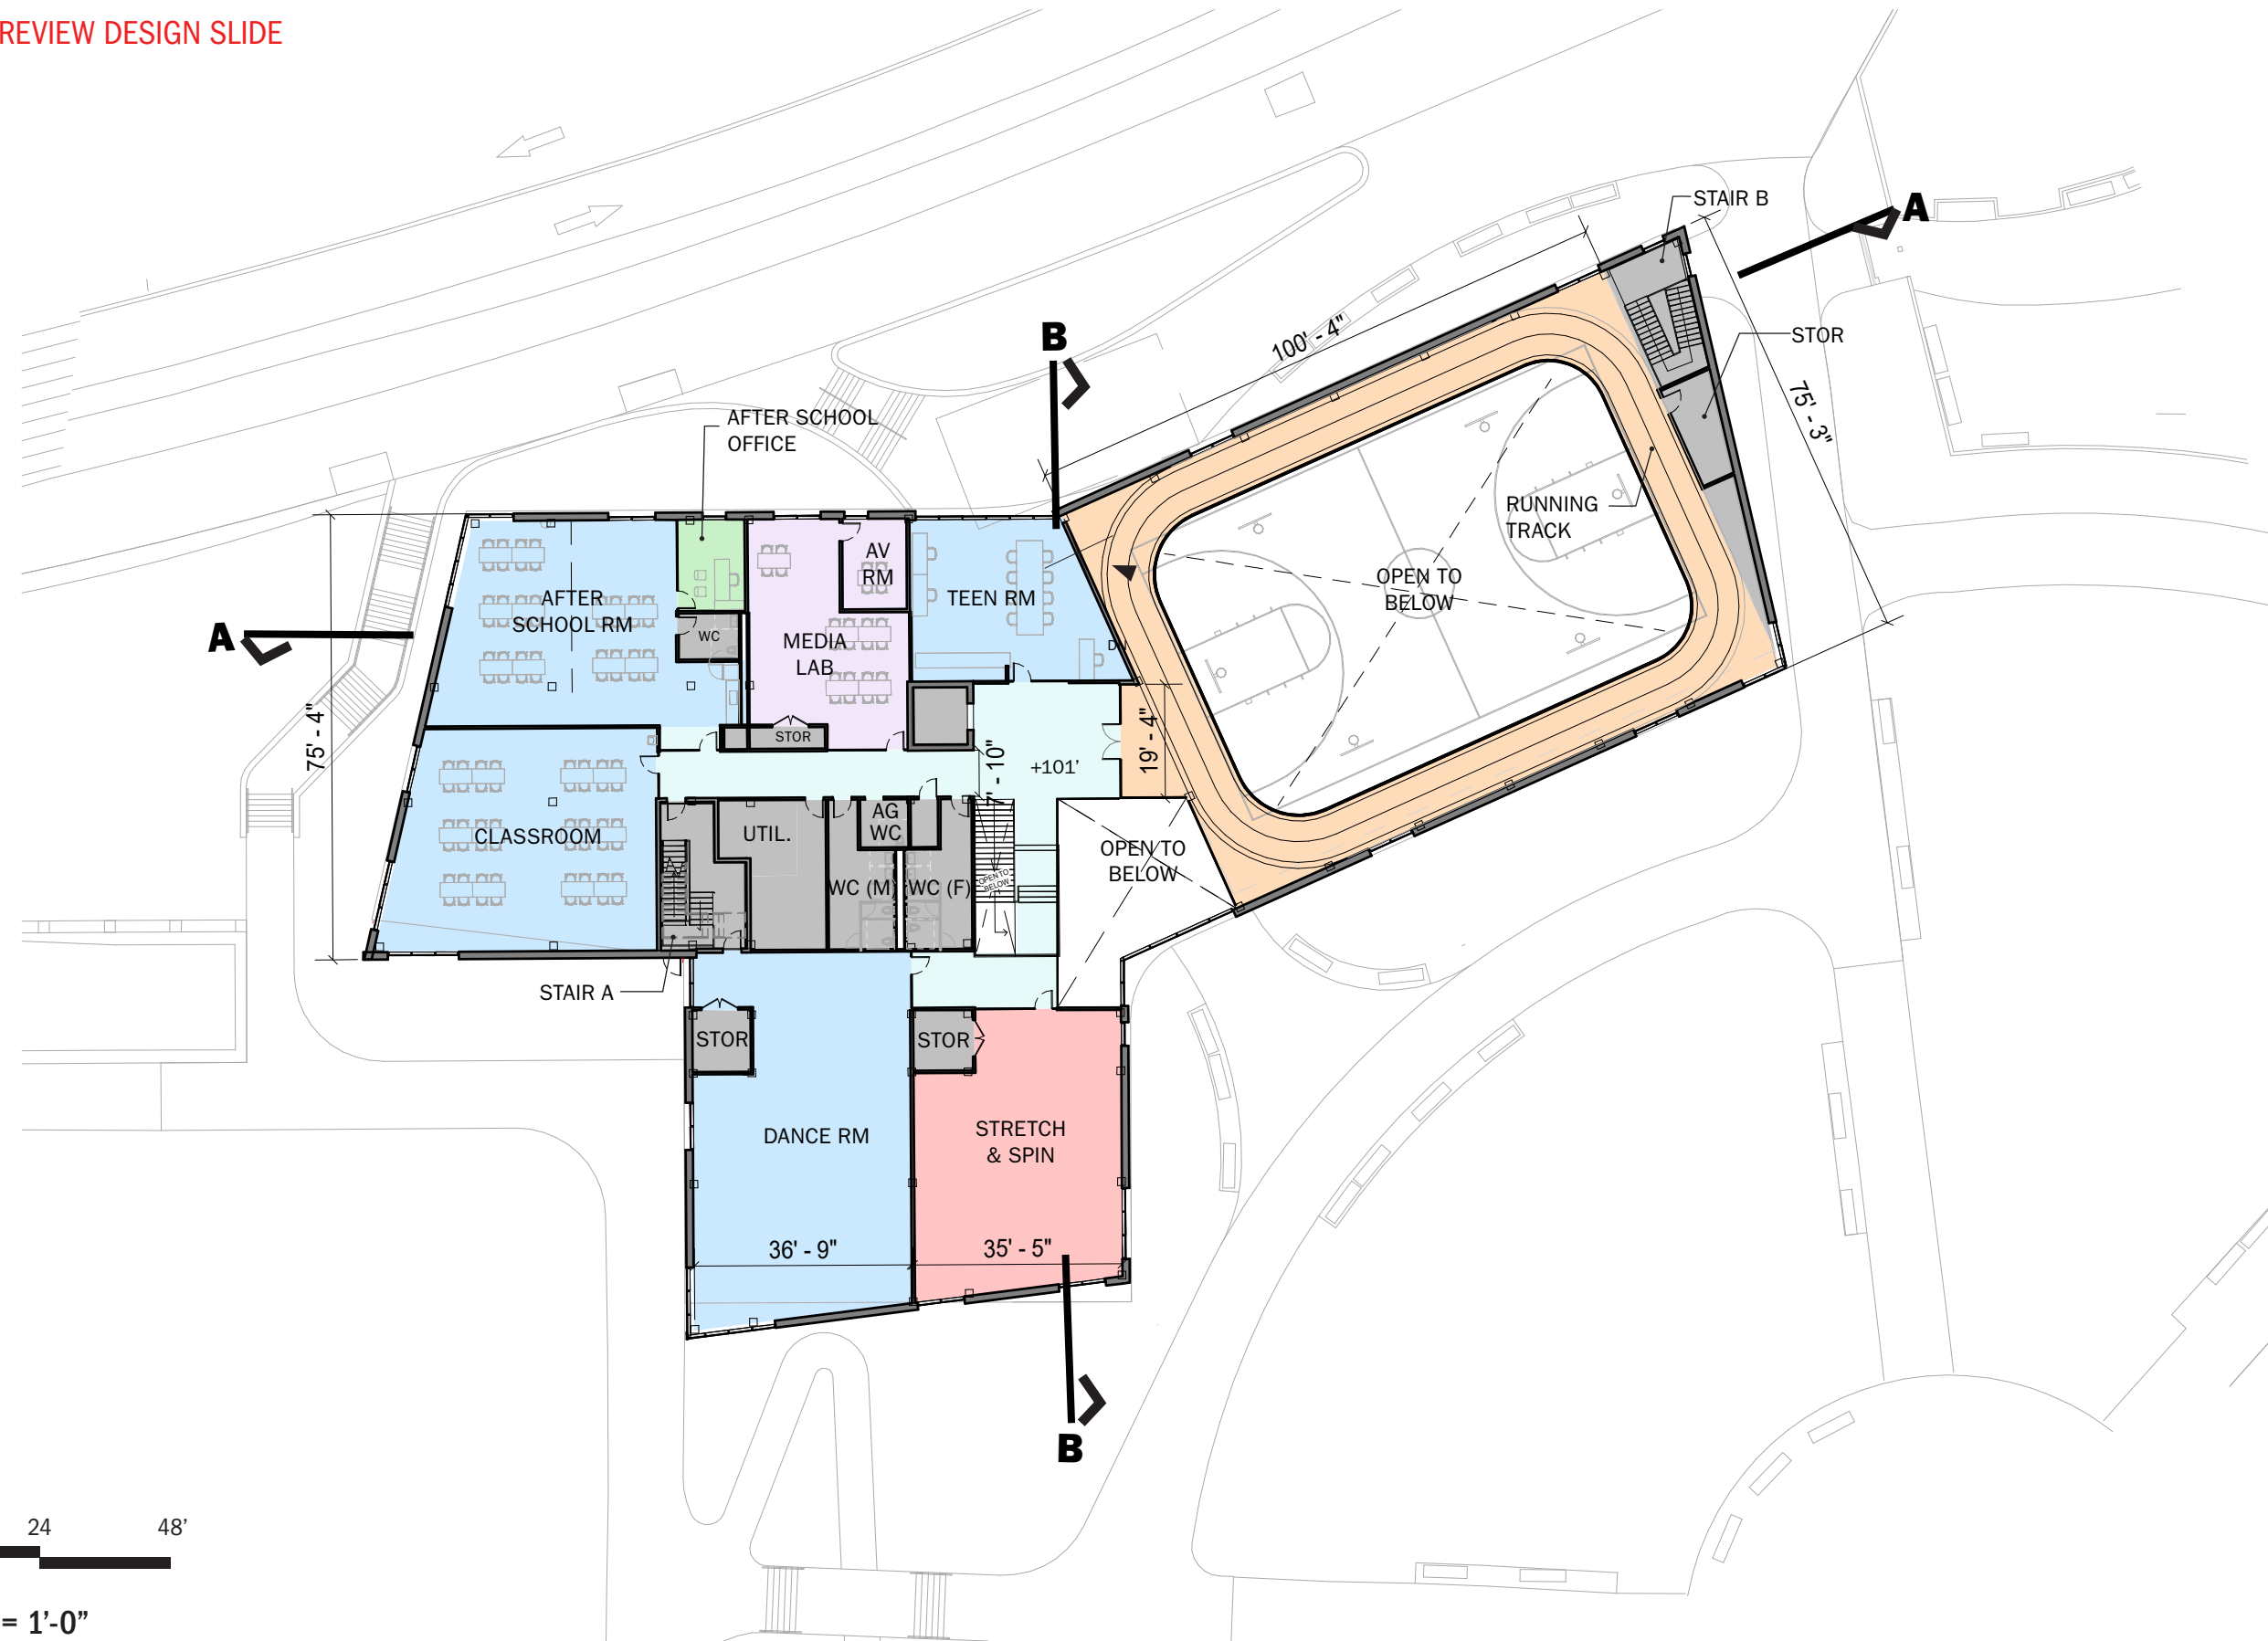 REVIEW DESIGN SLIDE
STAIR B
A
STOR
B
100' - 4"
75' - 3"
AFTER SCHOOL
OFFICE
RUNNING
TRACK
AV
RM
OPEN TO
BELOW
TEEN RM
AFTER
SCHOOL RM
WC
MEDIA
LAB
A
D
75' - 4"
STOR
7' - 10"
+101'
19' - 4"
CLASSROOM
UTIL.
AG
WC
OPEN TO
BELOW
WC (M)
WC (F)
OPEN TO
BELOW
STAIR A
STOR
STOR
DANCE RM
STRETCH
& SPIN
36' - 9"
35' - 5"
B
24
48'
= 1'-0"